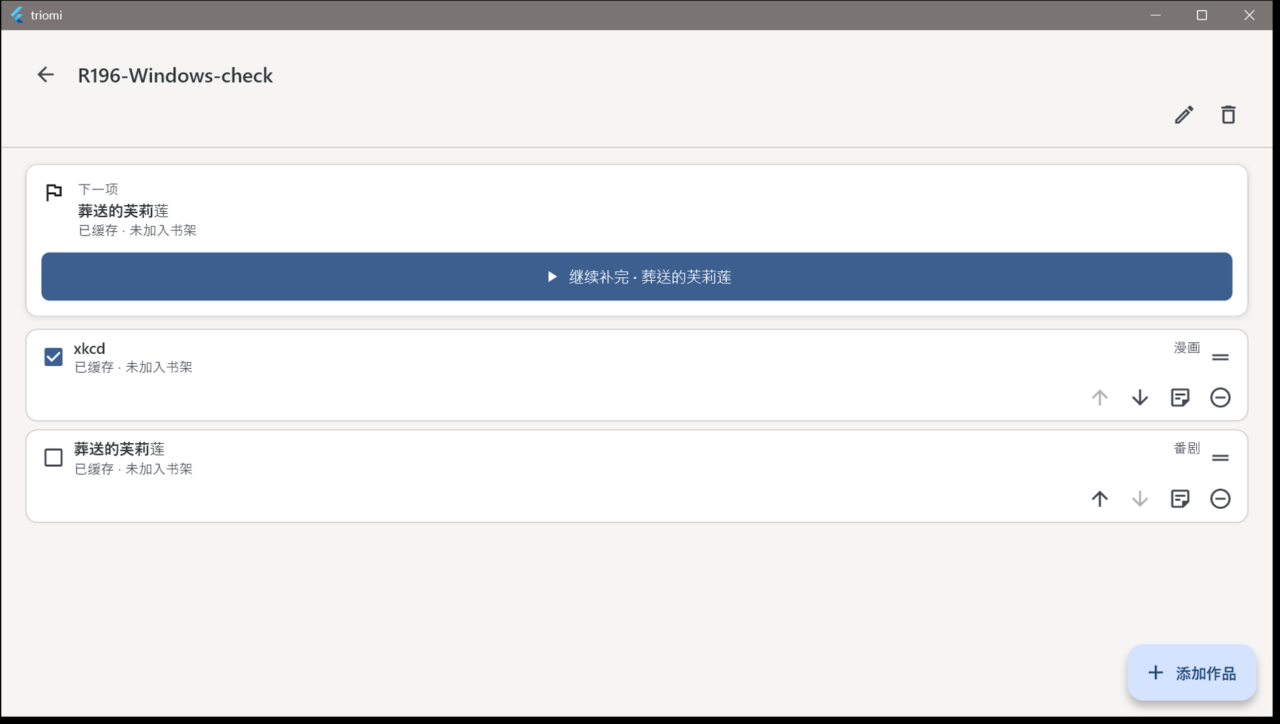 triomi
R196-Windows-check
下一项
葬送的芙莉莲
已缓存 · 未加入书架
继续补完 · 葬送的芙莉莲
xkcd
漫画
已缓存 · 未加入书架
葬送的芙莉莲
番剧
已缓存 · 未加入书架
添加作品